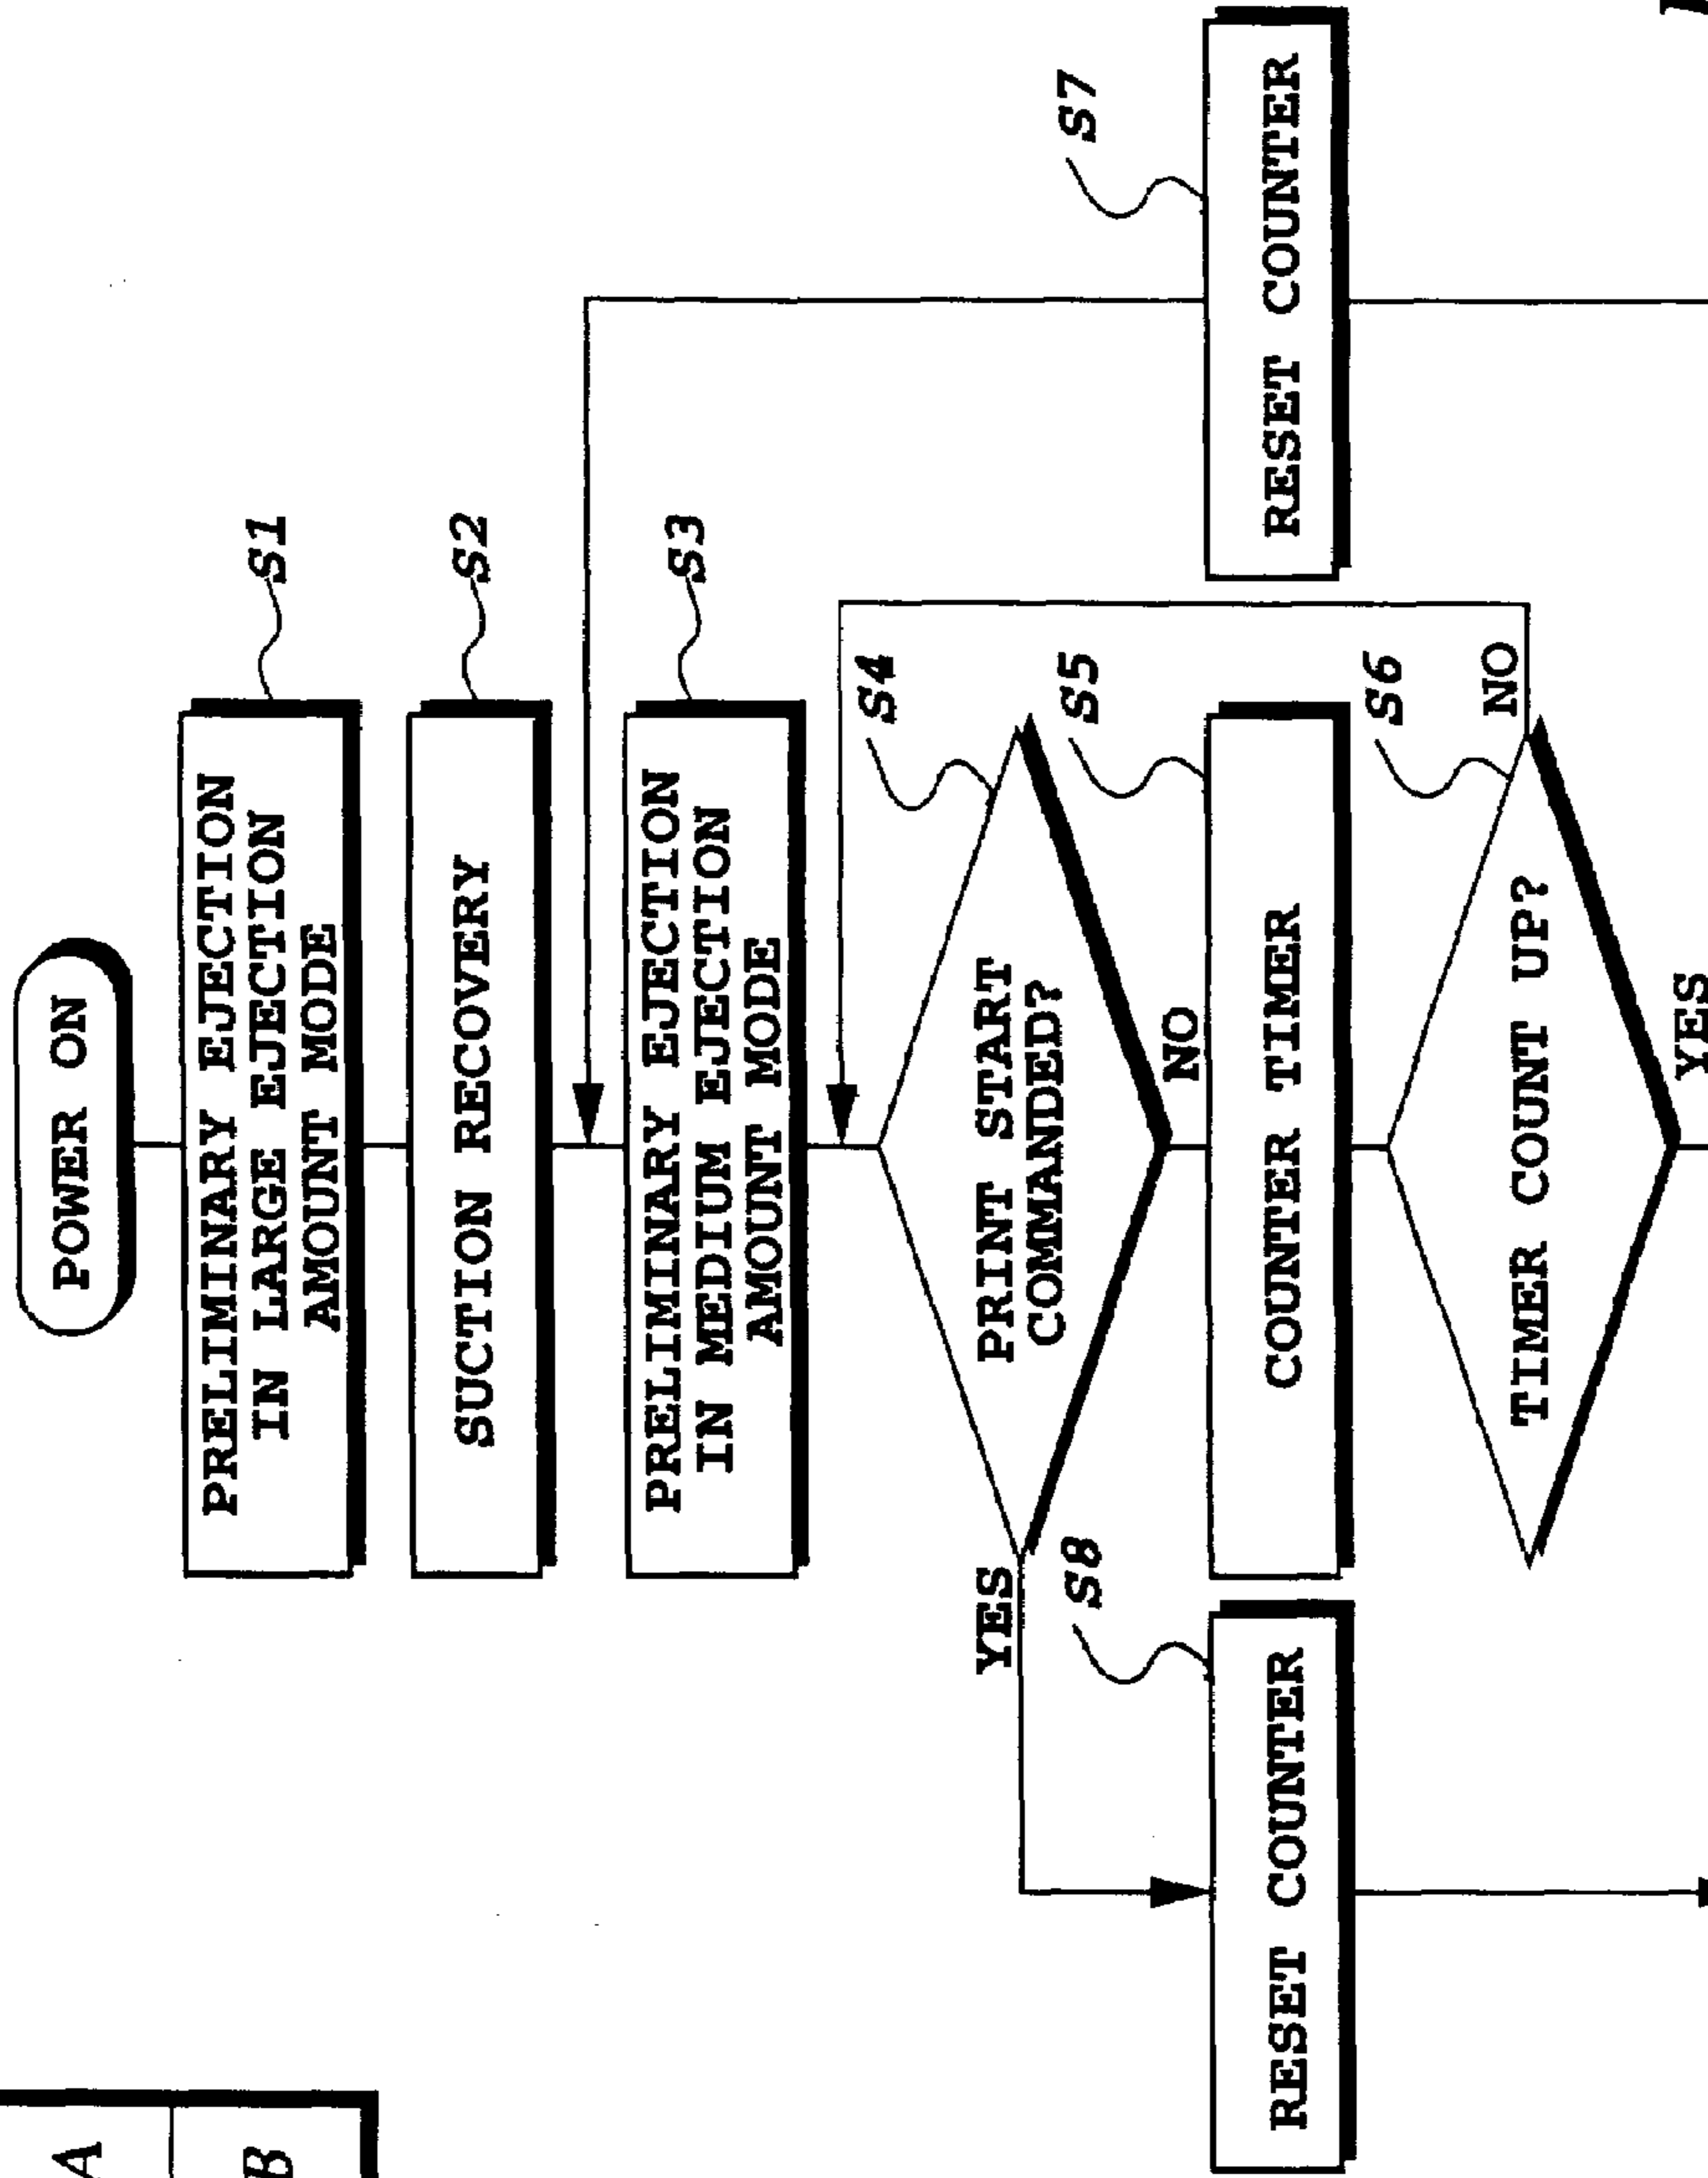 POWER ON
S1
PRELIMINARY EJECTION
IN LARGE EJECTION
AMOUNT MODE
S2
SUCTION RECOVERY
S3
PRELIMINARY EJECTION
IN MEDIUM EJECTION
AMOUNT MODE
S4
PRINT START
COMMANDED?
YES
NO
S8
RESET COUNTER
S5
COUNTER TIMER
S7
RESET COUNTER
S6
TIMER COUNT UP?
NO
YES
A
B